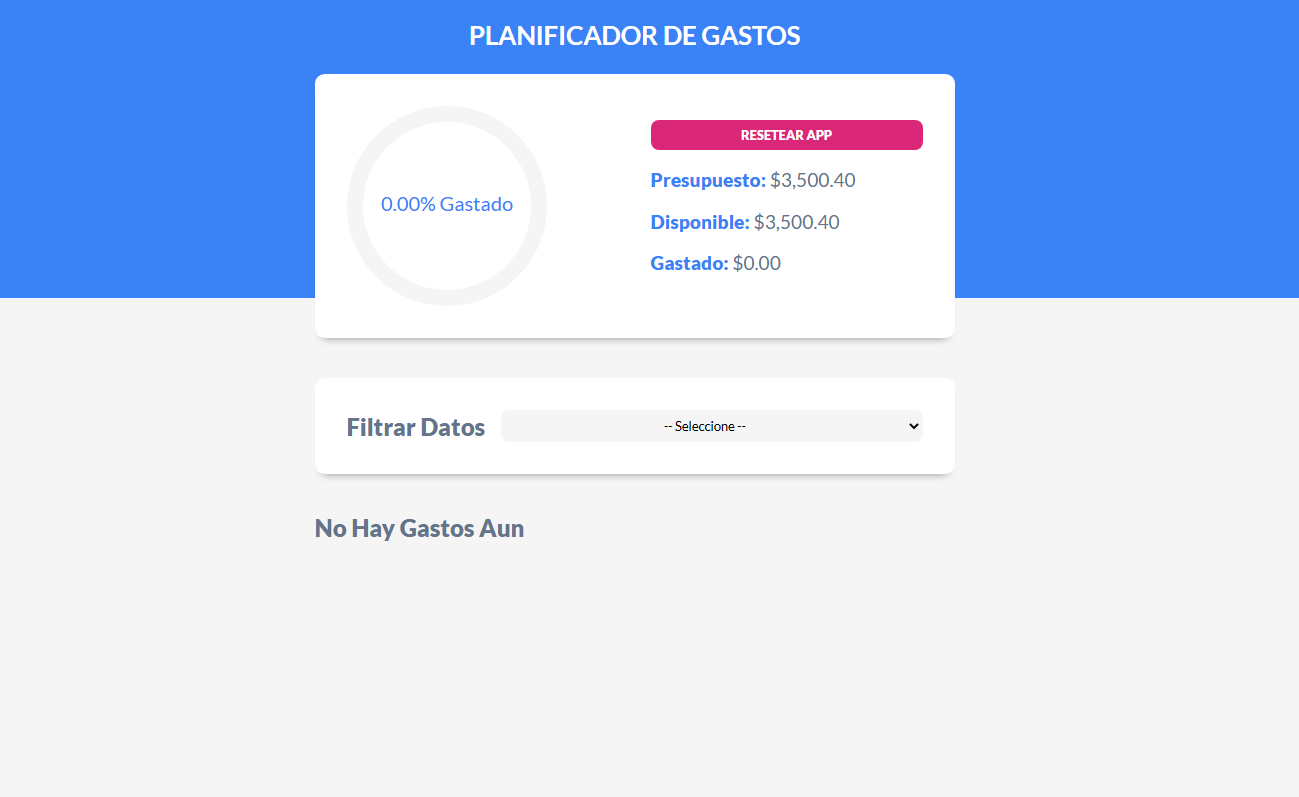 PLANIFICADOR DE GASTOS
0.00% Gastado
RESETEAR APP
Presupuesto: $3,500.40
Disponible: $3,500.40
Gastado: $0.00
Filtrar Datos
-- Seleccione --
No Hay Gastos Aun